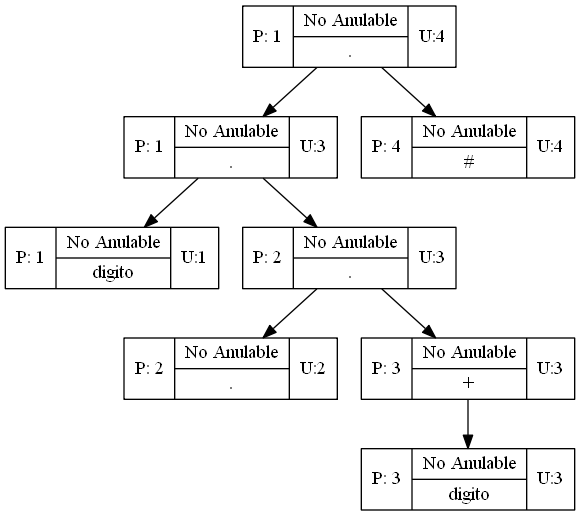 P: 1 No Anulable U:4
.
P: 1 No Anulable U:3
.
P: 4 No Anulable U:4
#
P: 1 No Anulable U:1
digito
P: 2 No Anulable U:3
.
P: 2 No Anulable U:2
.
P: 3 No Anulable U:3
+
P: 3 No Anulable U:3
digito